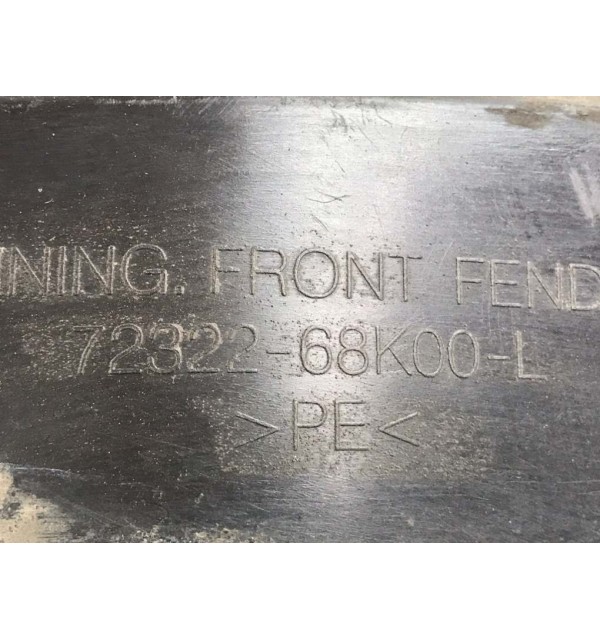 INING. FRONT FEND
72322-68K00-L
>PE<